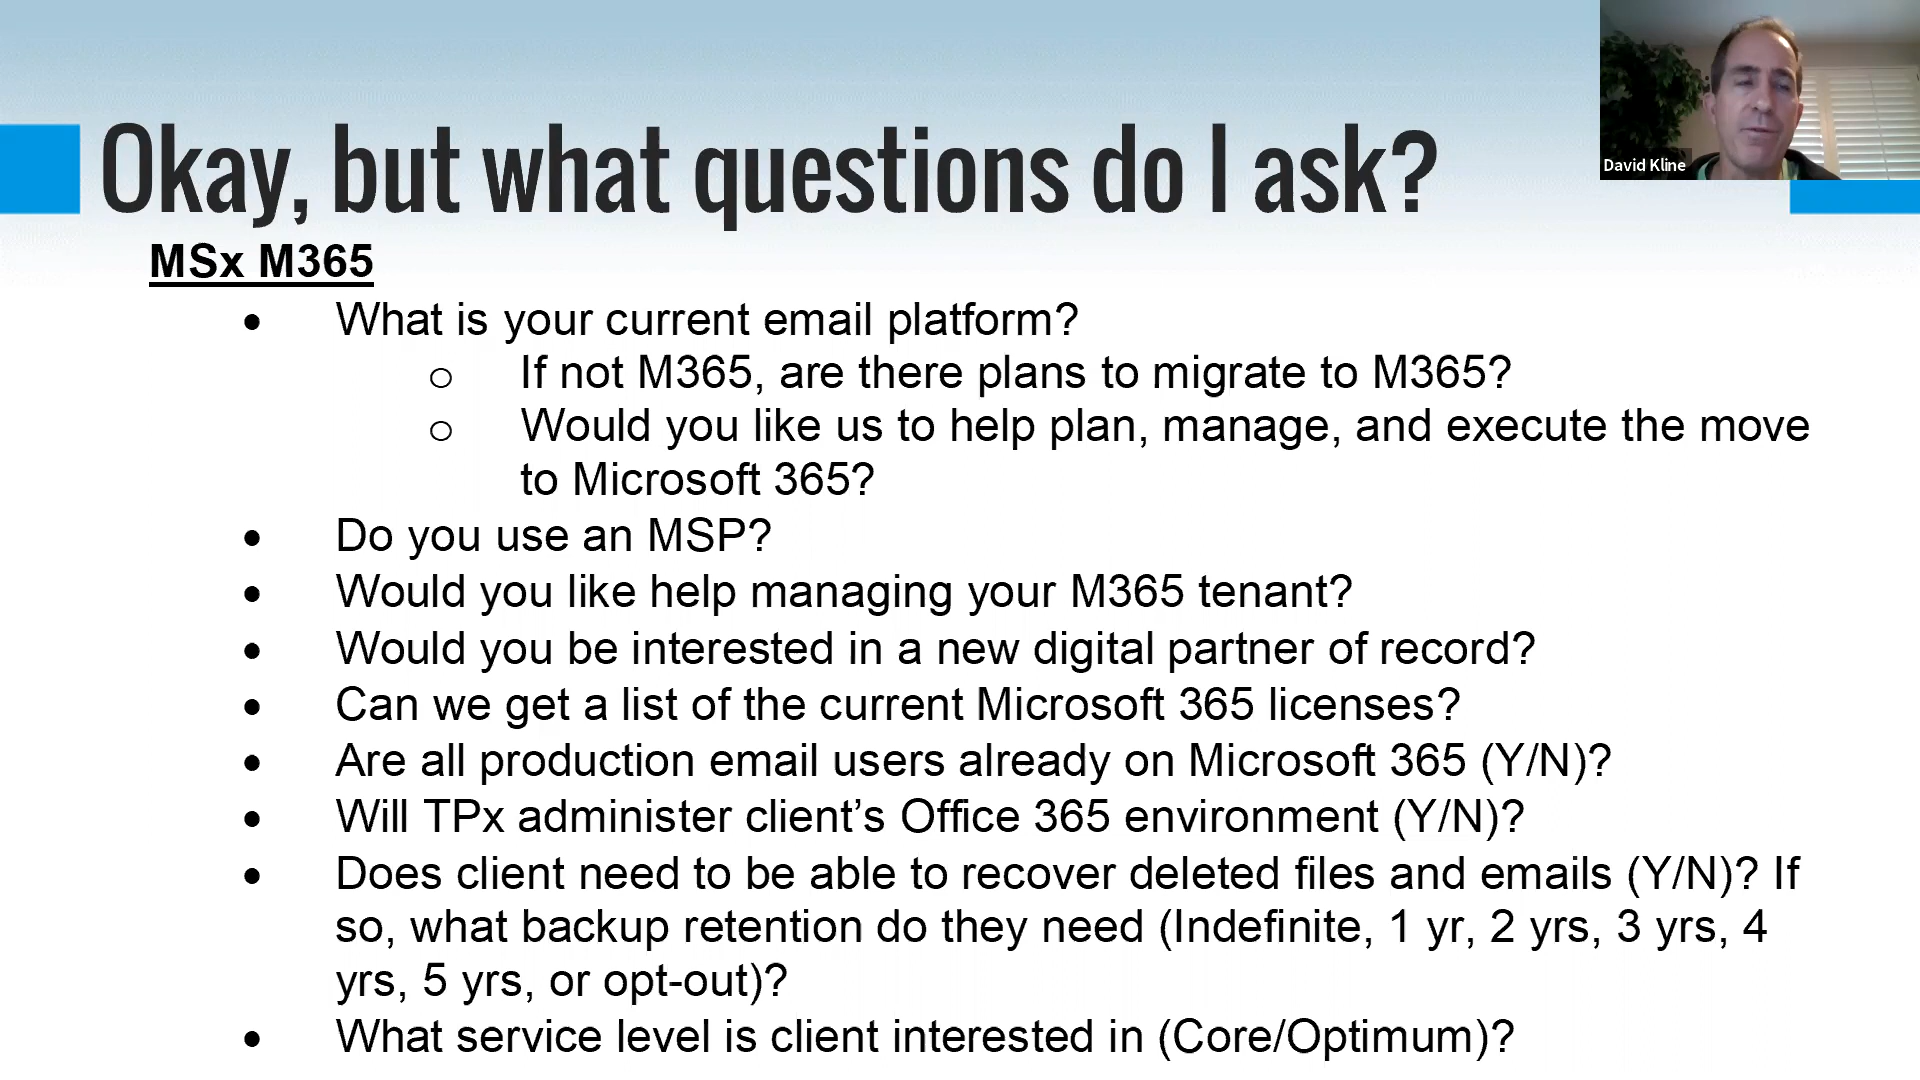 David Kline
Okay, but what questions do I ask?
MSx M365
• What is your current email platform?
o If not M365, are there plans to migrate to M365?
o Would you like us to help plan, manage, and execute the move
to Microsoft 365?
• Do you use an MSP?
• Would you like help managing your M365 tenant?
• Would you be interested in a new digital partner of record?
• Can we get a list of the current Microsoft 365 licenses?
• Are all production email users already on Microsoft 365 (Y/N)?
• Will TPx administer client’s Office 365 environment (Y/N)?
• Does client need to be able to recover deleted files and emails (Y/N)? If
so, what backup retention do they need (Indefinite, 1 yr, 2 yrs, 3 yrs, 4
yrs, 5 yrs, or opt-out)?
• What service level is client interested in (Core/Optimum)?